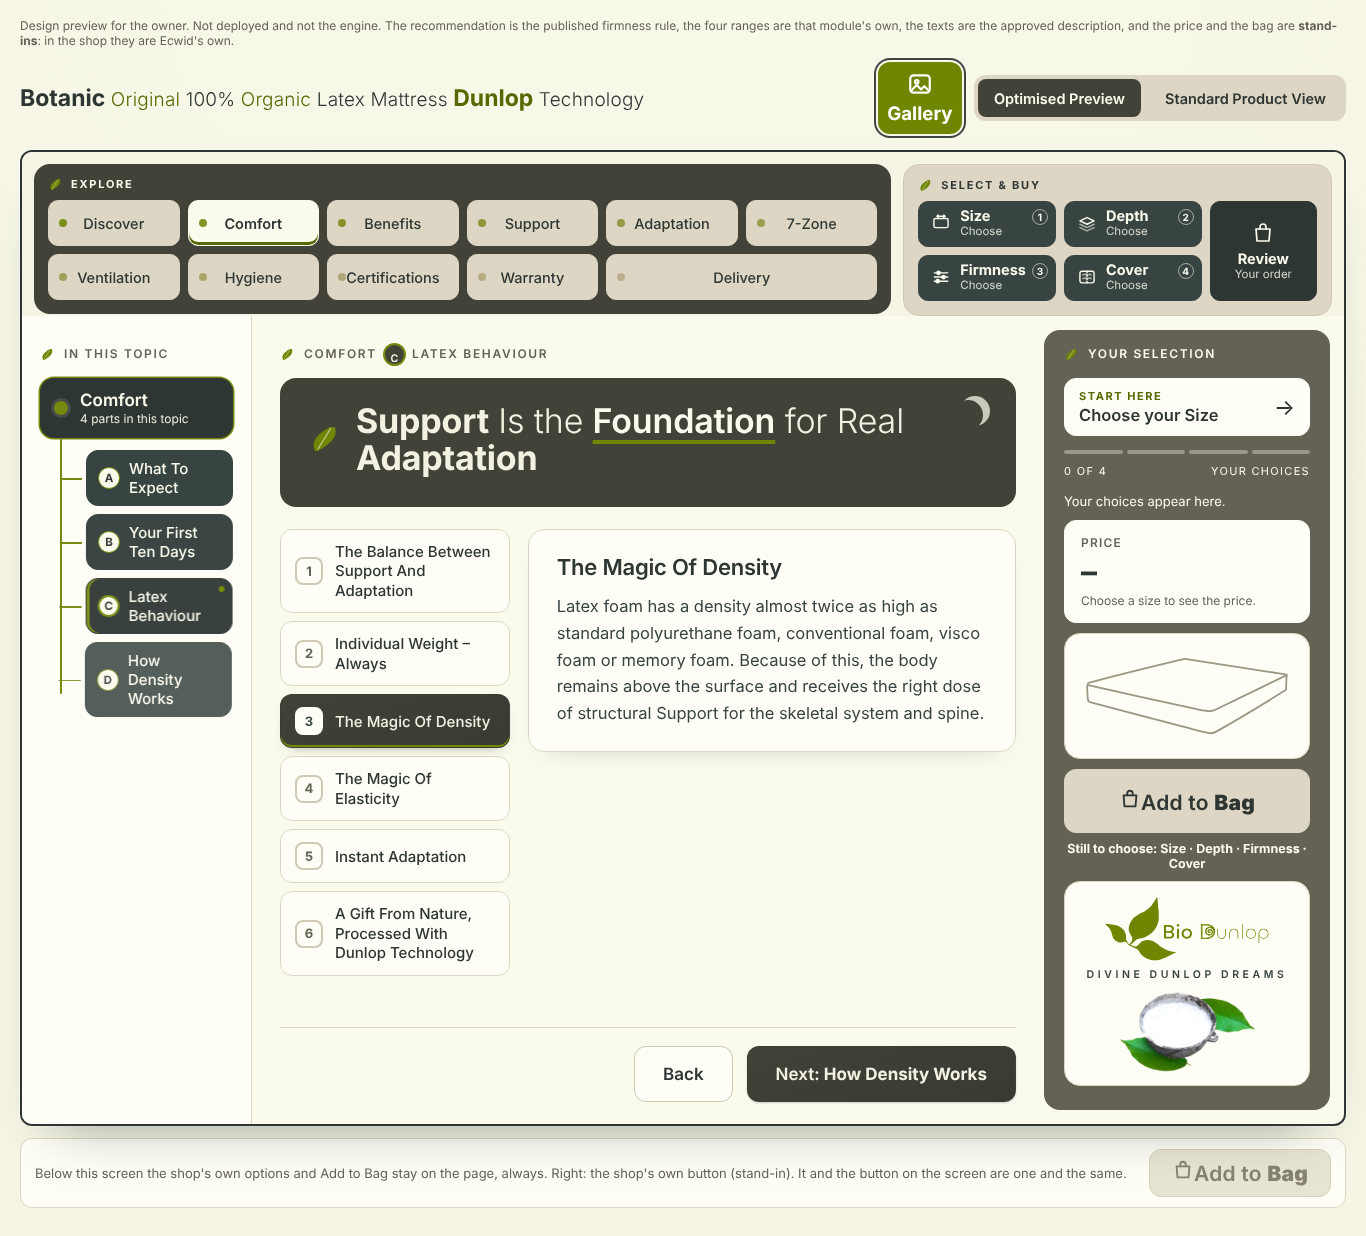 Design preview for the owner. Not deployed and not the engine. The recommendation is the published firmness rule, the four ranges are that module's own, the texts are the approved description, and the price and the bag are stand-
ins: in the shop they are Ecwid's own.
Botanic Original 100% Organic Latex Mattress Dunlop Technology
Gallery
Optimised Preview
Standard Product View
EXPLORE
Discover
Comfort
Benefits
Support
Adaptation
7-Zone
Ventilation
Hygiene
Certifications
Warranty
Delivery
SELECT & BUY
Size
Choose
1
Depth
Choose
2
Firmness
Choose
3
Cover
Choose
4
Review
Your order
IN THIS TOPIC
Comfort
4 parts in this topic
A
What To
Expect
B
Your First
Ten Days
C
Latex
Behaviour
D
How
Density
Works
COMFORT C LATEX BEHAVIOUR
Support Is the Foundation for Real
Adaptation
1
The Balance Between
Support And
Adaptation
2
Individual Weight –
Always
3
The Magic Of Density
4
The Magic Of
Elasticity
5
Instant Adaptation
6
A Gift From Nature,
Processed With
Dunlop Technology
The Magic Of Density
Latex foam has a density almost twice as high as
standard polyurethane foam, conventional foam, visco
foam or memory foam. Because of this, the body
remains above the surface and receives the right dose
of structural Support for the skeletal system and spine.
Back
Next: How Density Works
YOUR SELECTION
START HERE
Choose your Size
0 OF 4
YOUR CHOICES
Your choices appear here.
PRICE
–
Choose a size to see the price.
Add to Bag
Still to choose: Size · Depth · Firmness ·
Cover
Bio Dunlop
DIVINE DUNLOP DREAMS
Below this screen the shop's own options and Add to Bag stay on the page, always. Right: the shop's own button (stand-in). It and the button on the screen are one and the same.
Add to Bag